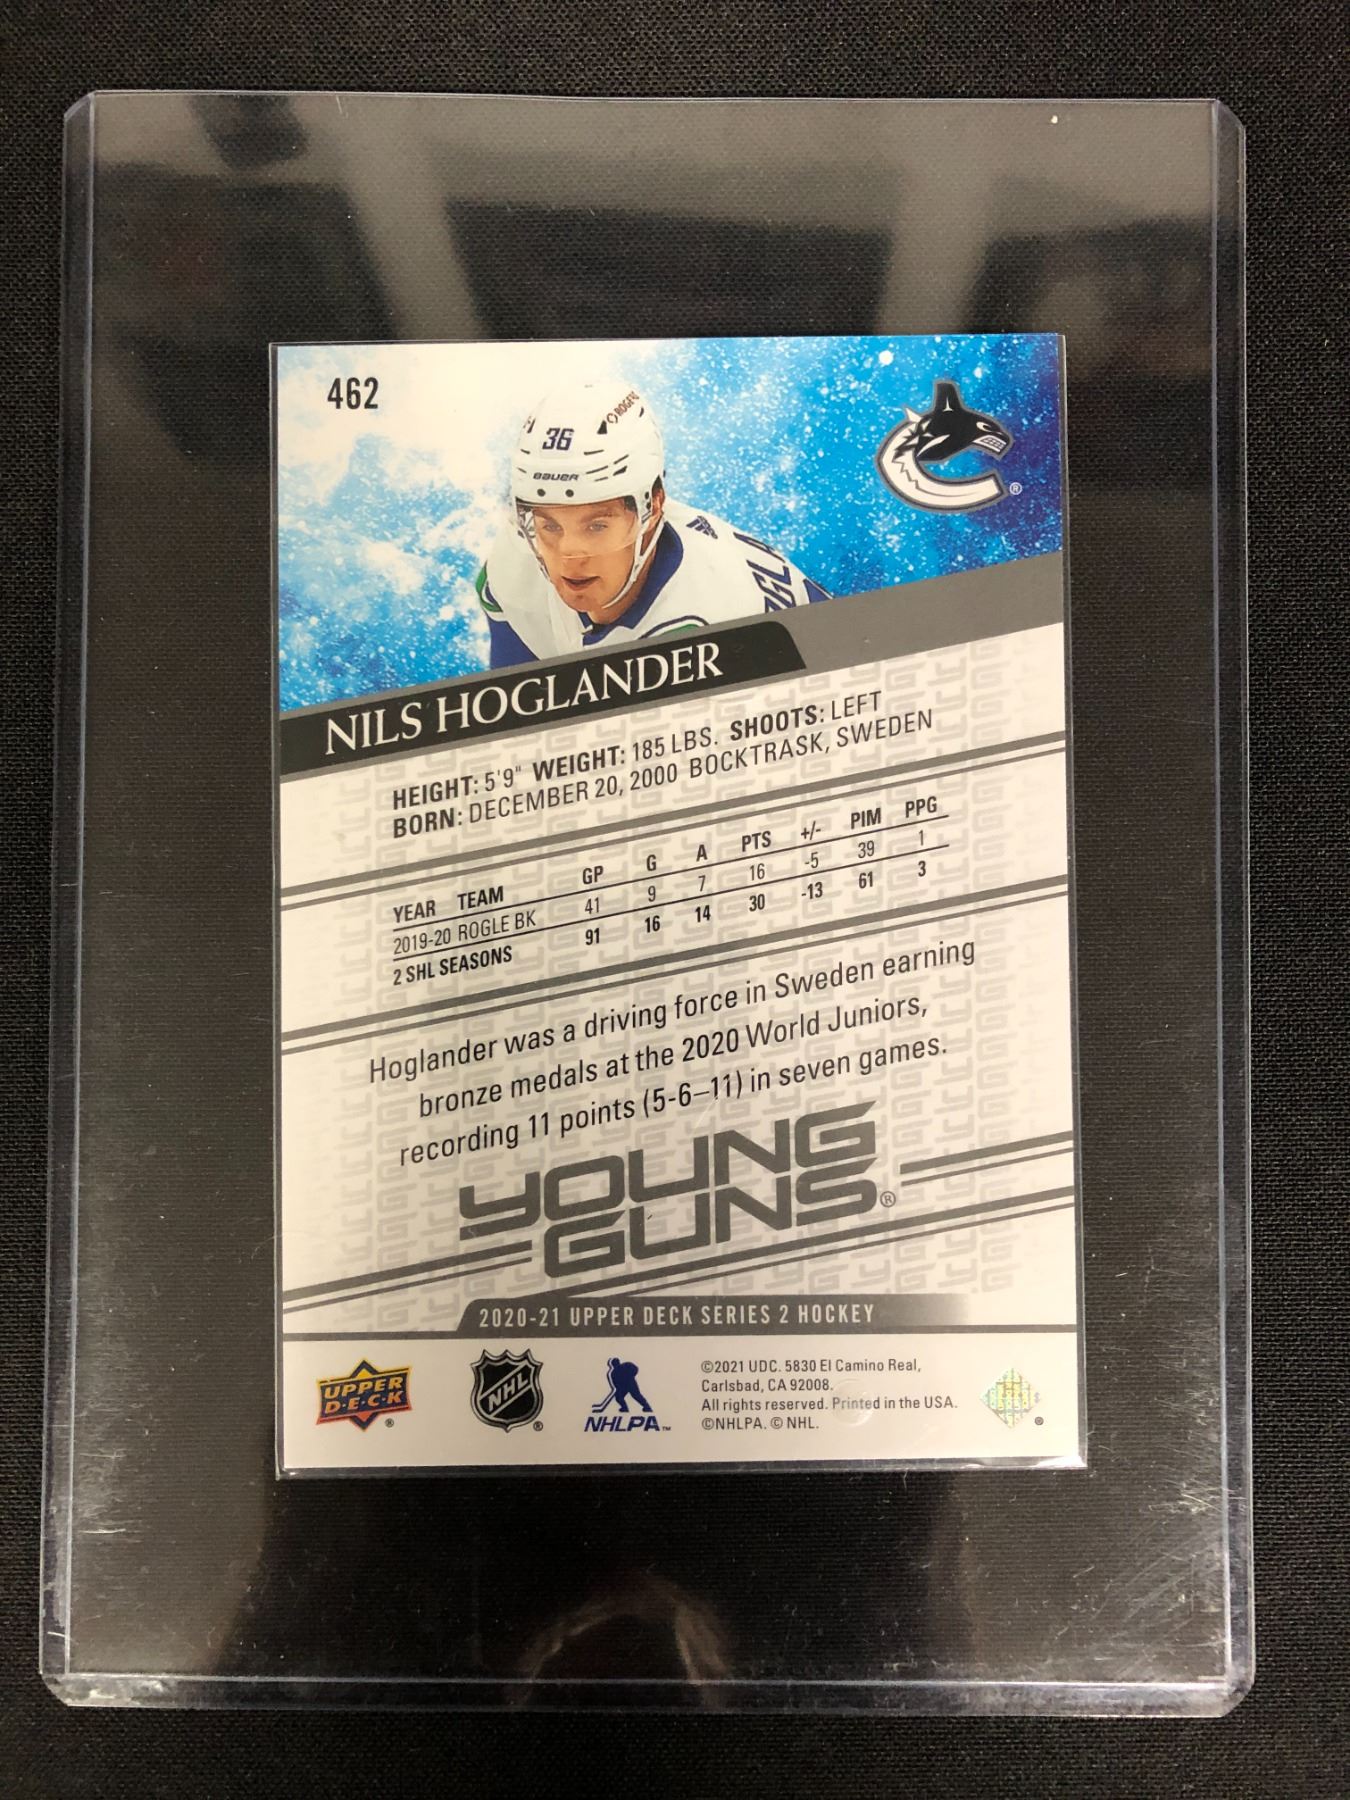 462
ROGERS
36
BAUER
OGLA
®
NILS HOGLANDER
HEIGHT: 5'9" WEIGHT: 185 LBS. SHOOTS: LEFT
BORN: DECEMBER 20, 2000 BOCKTRASK, SWEDEN
YEAR TEAM GP G A PTS +/- PIM PPG
2019-20 ROGLE BK 41 9 7 16 -5 39 1
2 SHL SEASONS 91 16 14 30 -13 61 3
Hoglander was a driving force in Sweden earning
bronze medals at the 2020 World Juniors,
recording 11 points (5-6–11) in seven games.
YOUNG
GUNS®
2020-21 UPPER DECK SERIES 2 HOCKEY
UPPER
D·E·C·K®
NHL®
NHLPA™
©2021 UDC. 5830 El Camino Real,
Carlsbad, CA 92008.
All rights reserved. Printed in the USA.
©NHLPA. © NHL.